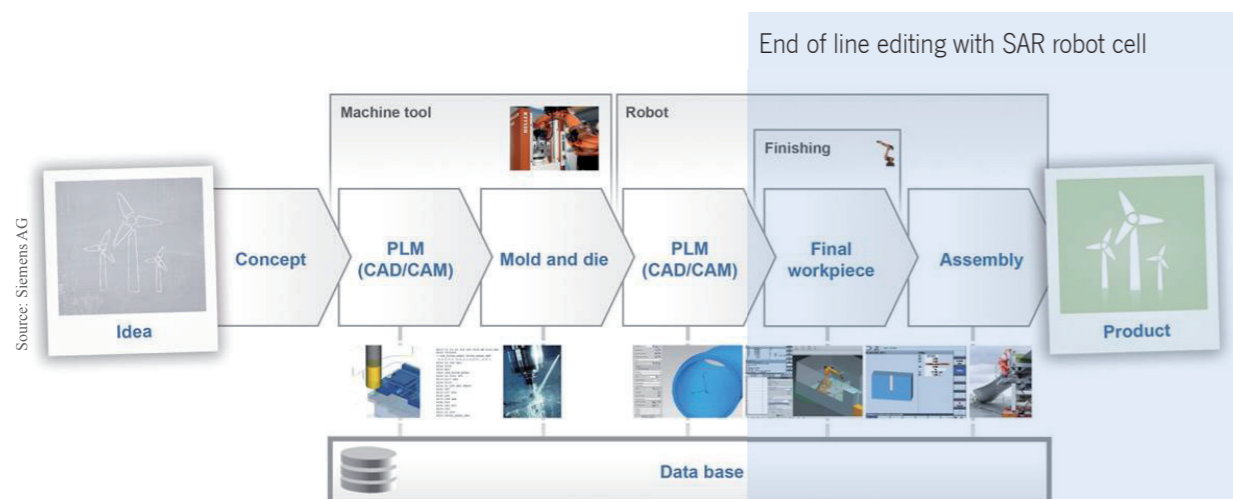 End of line editing with SAR robot cell
Machine tool
Robot
Finishing
Source: Siemens AG
Idea
Concept
PLM
(CAD/CAM)
Mold and die
PLM
(CAD/CAM)
Final
workpiece
Assembly
Product
Data base